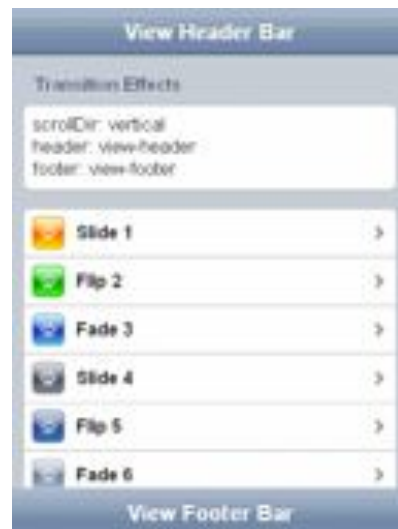 View Header Bar
Transition Effects
scrollDir: vertical
header: view-header
footer: view-footer
Slide 1
Flip 2
Fade 3
Slide 4
Flip 5
Fade 6
View Footer Bar